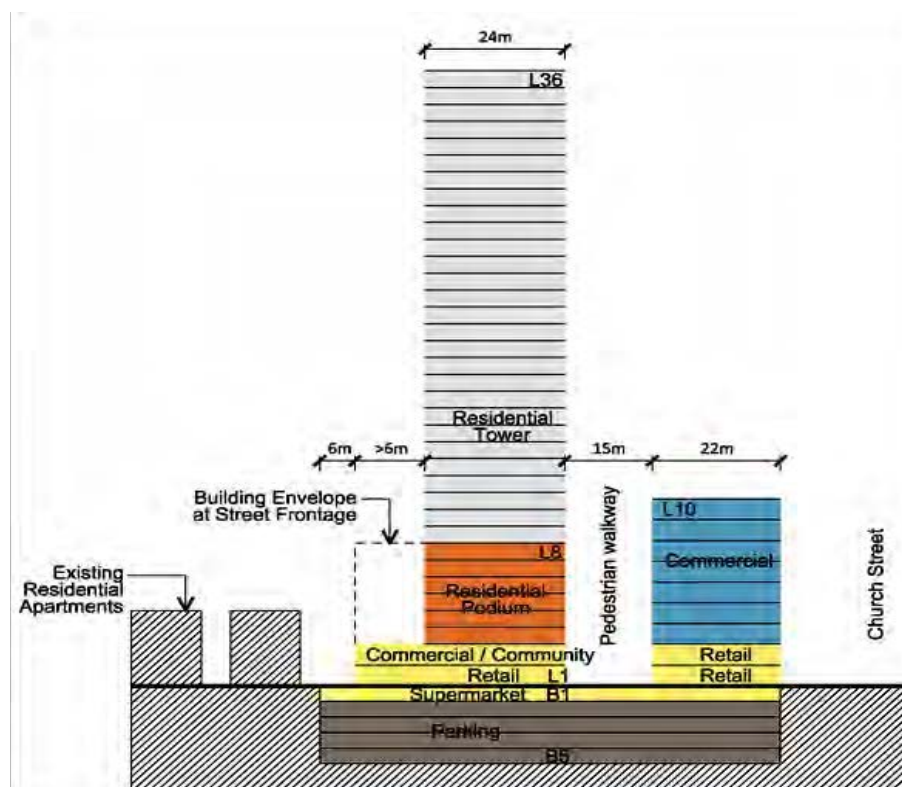 24m
L36
Residential
Tower
6m
>6m
15m
22m
Building Envelope
at Street Frontage
L10
L8
Commercial
Existing
Residential
Apartments
Residential
Podium
Pedestrian walkway
Church Street
Commercial / Community
Retail
Retail L1
Retail
Supermarket B1
Parking
B5